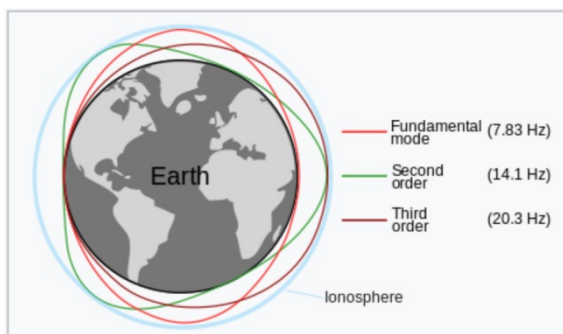 Earth
Fundamental mode (7.83 Hz)
Second order (14.1 Hz)
Third order (20.3 Hz)
Ionosphere